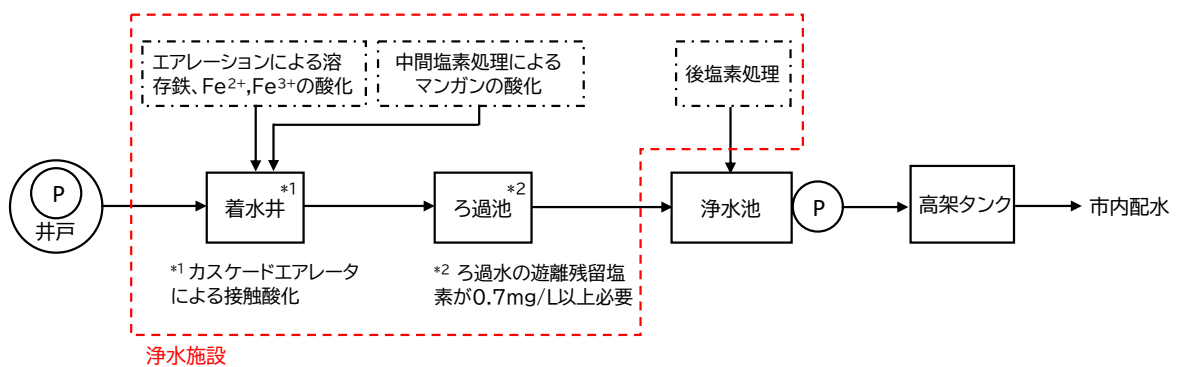 エアレーションによる溶
存鉄、Fe²⁺,Fe³⁺の酸化
中間塩素処理による
マンガンの酸化
後塩素処理
P
井戸
着水井*¹
ろ過池*²
浄水池
P
高架タンク
市内配水
*¹ カスケードエアレータ
による接触酸化
*² ろ過水の遊離残留塩
素が0.7mg/L以上必要
浄水施設